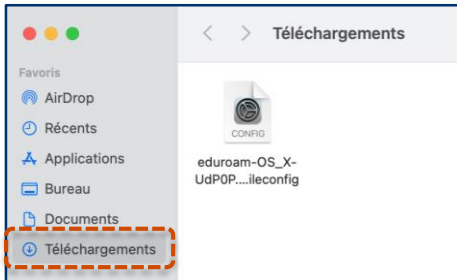 Téléchargements
Favoris
AirDrop
Récents
Applications
Bureau
Documents
Téléchargements
CONFIG
eduroam-OS_X-
UdP0P....ileconfig